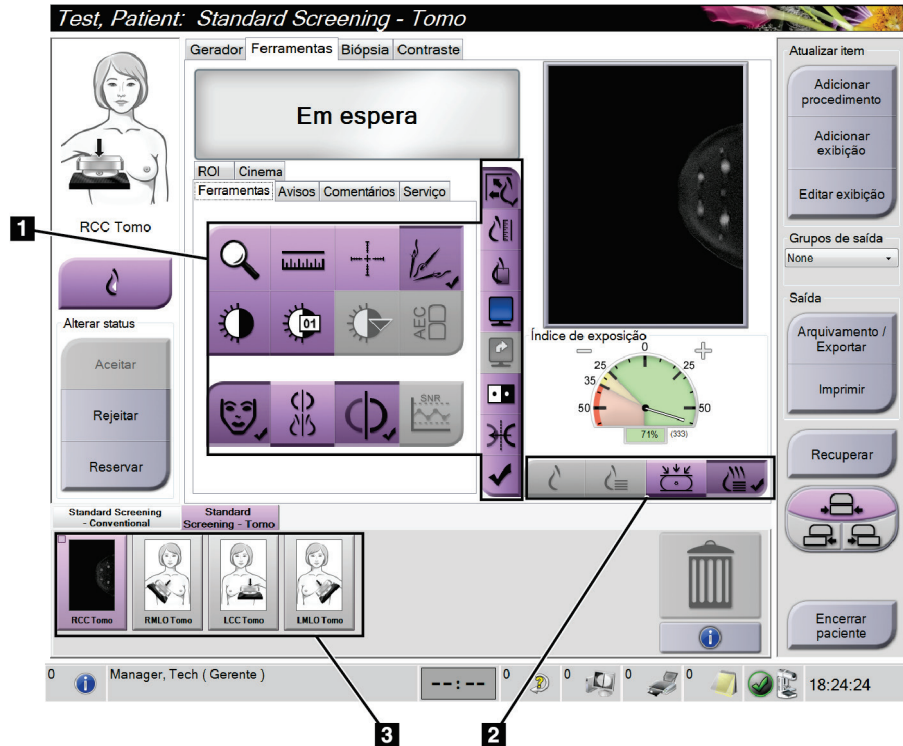 Test, Patient: Standard Screening - Tomo
Gerador Ferramentas Biópsia Contraste
Em espera
ROI Cinema
Ferramentas Avisos Comentários Serviço
RCC Tomo
Alterar status
Aceitar
Rejeitar
Reservar
01
AEC
SNR
Índice de exposição
0
25 25
35
50 50
71% (333)
Atualizar item
Adicionar
procedimento
Adicionar
exibição
Editar exibição
Grupos de saída
None
Saída
Arquivamento /
Exportar
Imprimir
Recuperar
Encerrar
paciente
Standard Screening
- Conventional
Standard
Screening - Tomo
RCC Tomo
RMLO Tomo
LCC Tomo
LMLO Tomo
0
Manager, Tech ( Gerente )
--:--
0
0
0
0
18:24:24
1
2
3